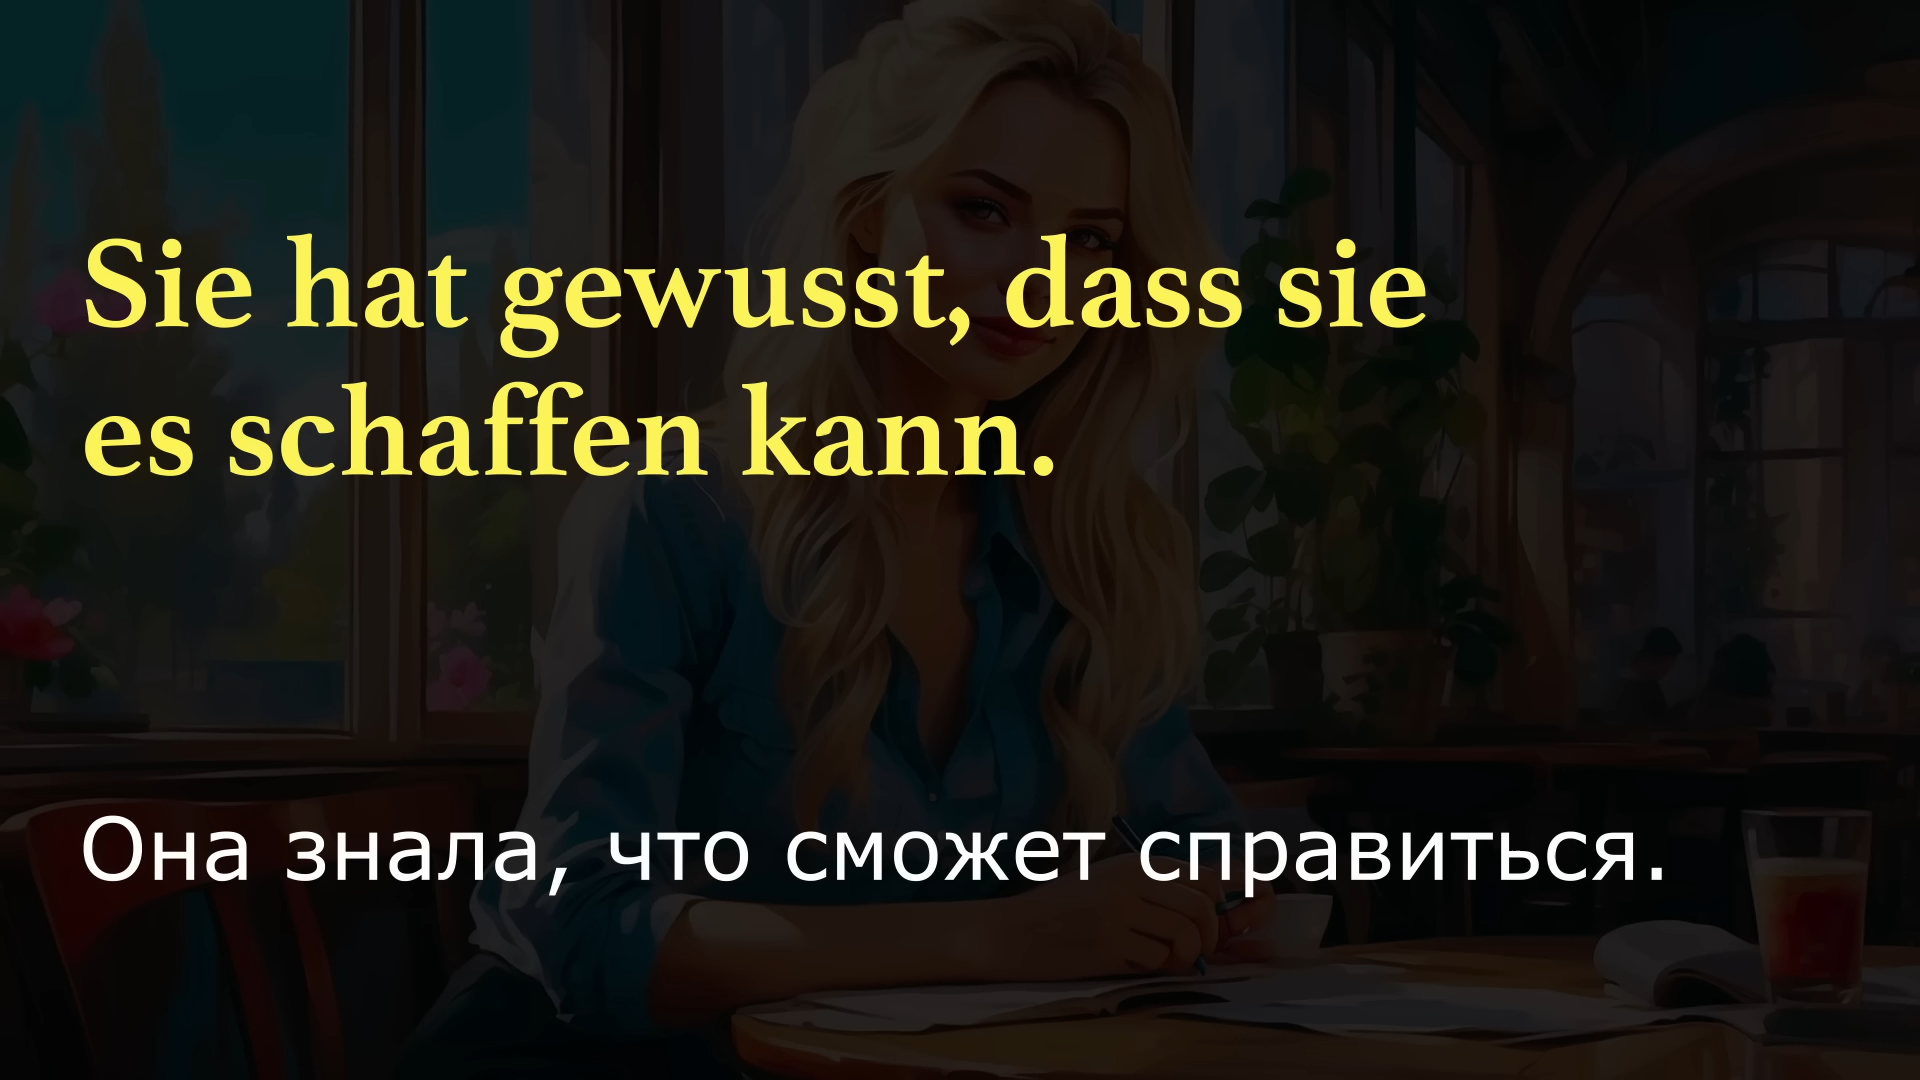 Sie hat gewusst, dass sie
es schaffen kann.
Она знала, что сможет справиться.